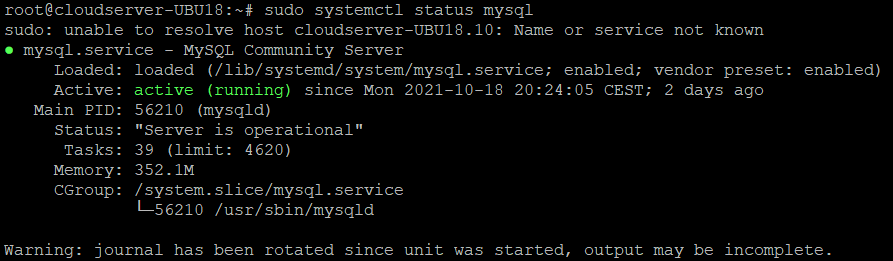 root@cloudserver-UBU18:~# sudo systemctl status mysql
sudo: unable to resolve host cloudserver-UBU18.10: Name or service not known
● mysql.service - MySQL Community Server
     Loaded: loaded (/lib/systemd/system/mysql.service; enabled; vendor preset: enabled)
     Active: active (running) since Mon 2021-10-18 20:24:05 CEST; 2 days ago
   Main PID: 56210 (mysqld)
     Status: "Server is operational"
      Tasks: 39 (limit: 4620)
     Memory: 352.1M
     CGroup: /system.slice/mysql.service
             └─56210 /usr/sbin/mysqld

Warning: journal has been rotated since unit was started, output may be incomplete.